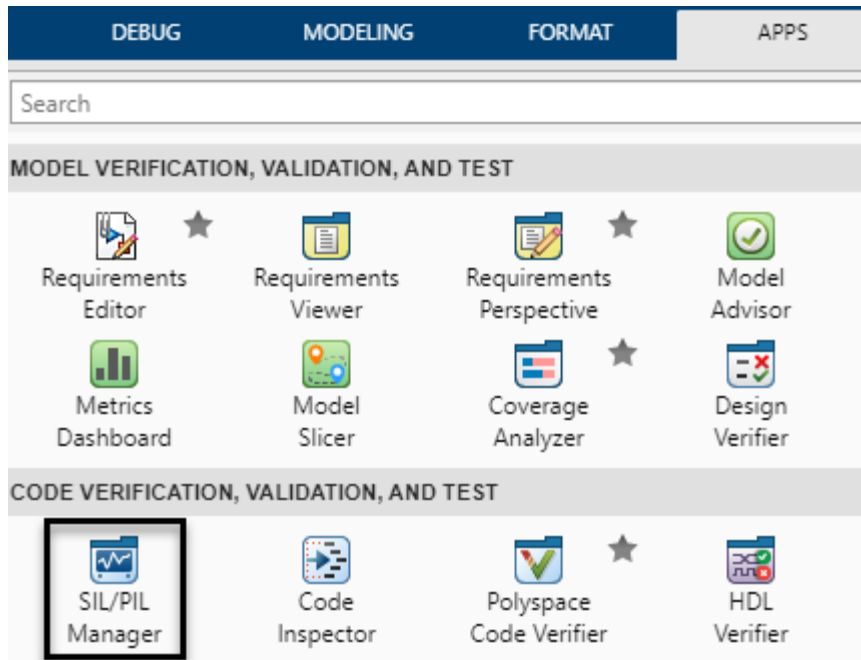 DEBUG MODELING FORMAT APPS
Search
MODEL VERIFICATION, VALIDATION, AND TEST
Requirements Requirements Requirements Model
Editor Viewer Perspective Advisor
Metrics Model Coverage Design
Dashboard Slicer Analyzer Verifier
CODE VERIFICATION, VALIDATION, AND TEST
SIL/PIL Code Polyspace HDL
Manager Inspector Code Verifier Verifier